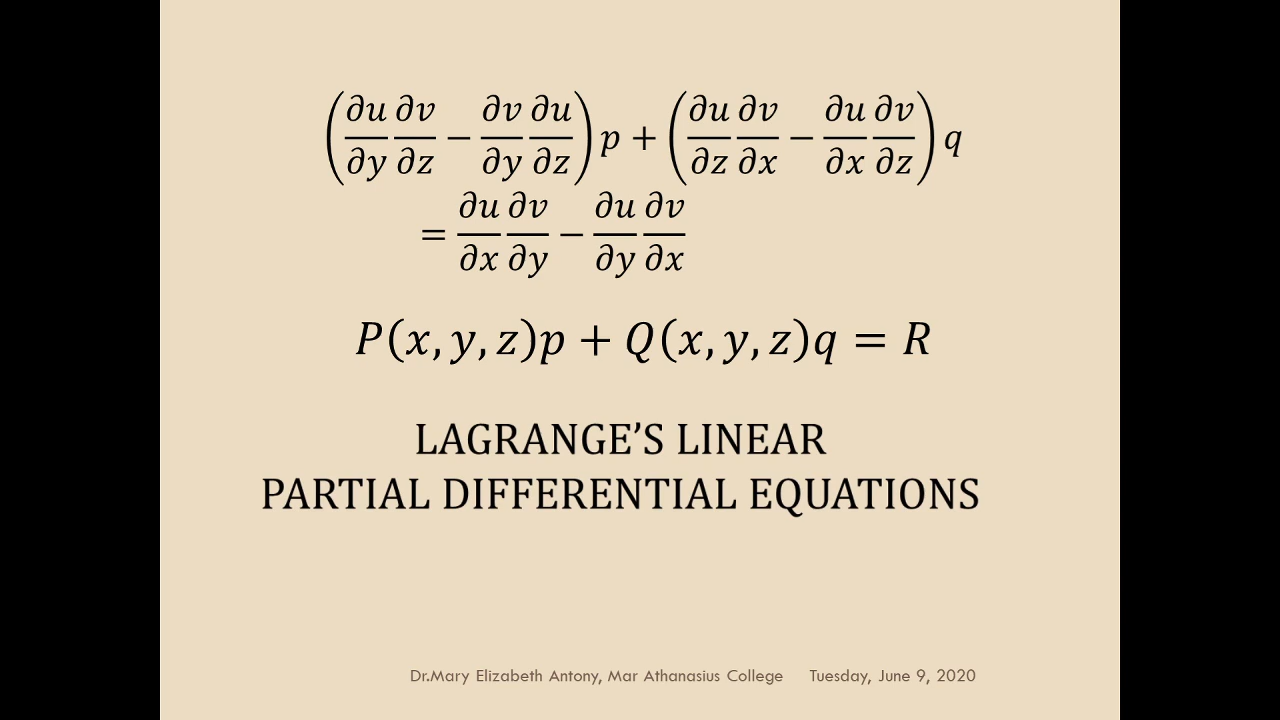 (∂u/∂y ∂v/∂z − ∂v/∂y ∂u/∂z) p + (∂u/∂z ∂v/∂x − ∂u/∂x ∂v/∂z) q
= ∂u/∂x ∂v/∂y − ∂u/∂y ∂v/∂x
P(x, y, z)p + Q(x, y, z)q = R
LAGRANGE’S LINEAR
PARTIAL DIFFERENTIAL EQUATIONS
Dr.Mary Elizabeth Antony, Mar Athanasius College Tuesday, June 9, 2020